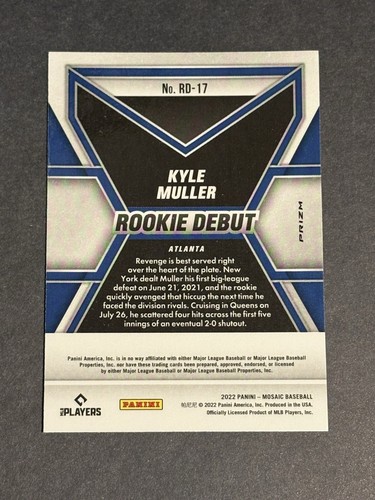 No. RD-17
KYLE
MULLER
ROOKIE DEBUT
PRIZM
ATLANTA
Revenge is best served right
over the heart of the plate. New
York dealt Muller his first big-league
defeat on June 21, 2021, and the rookie
quickly avenged that hiccup the next time he
faced the division rivals. Cruising in Queens on
July 26, he scattered four hits across the first five
innings of an eventual 2-0 shutout.
Panini America, Inc. is in no way affiliated with either Major League Baseball or Major League Baseball
Properties, Inc. nor have these trading cards been prepared, approved, endorsed, or licensed
by either Major League Baseball or Major League Baseball Properties, Inc.
MLB PLAYERS
PANINI
2022 PANINI – MOSAIC BASEBALL
帕尼尼 © 2022 Panini America, Inc. Produced in the USA.
Officially Licensed Product of MLB Players, Inc.